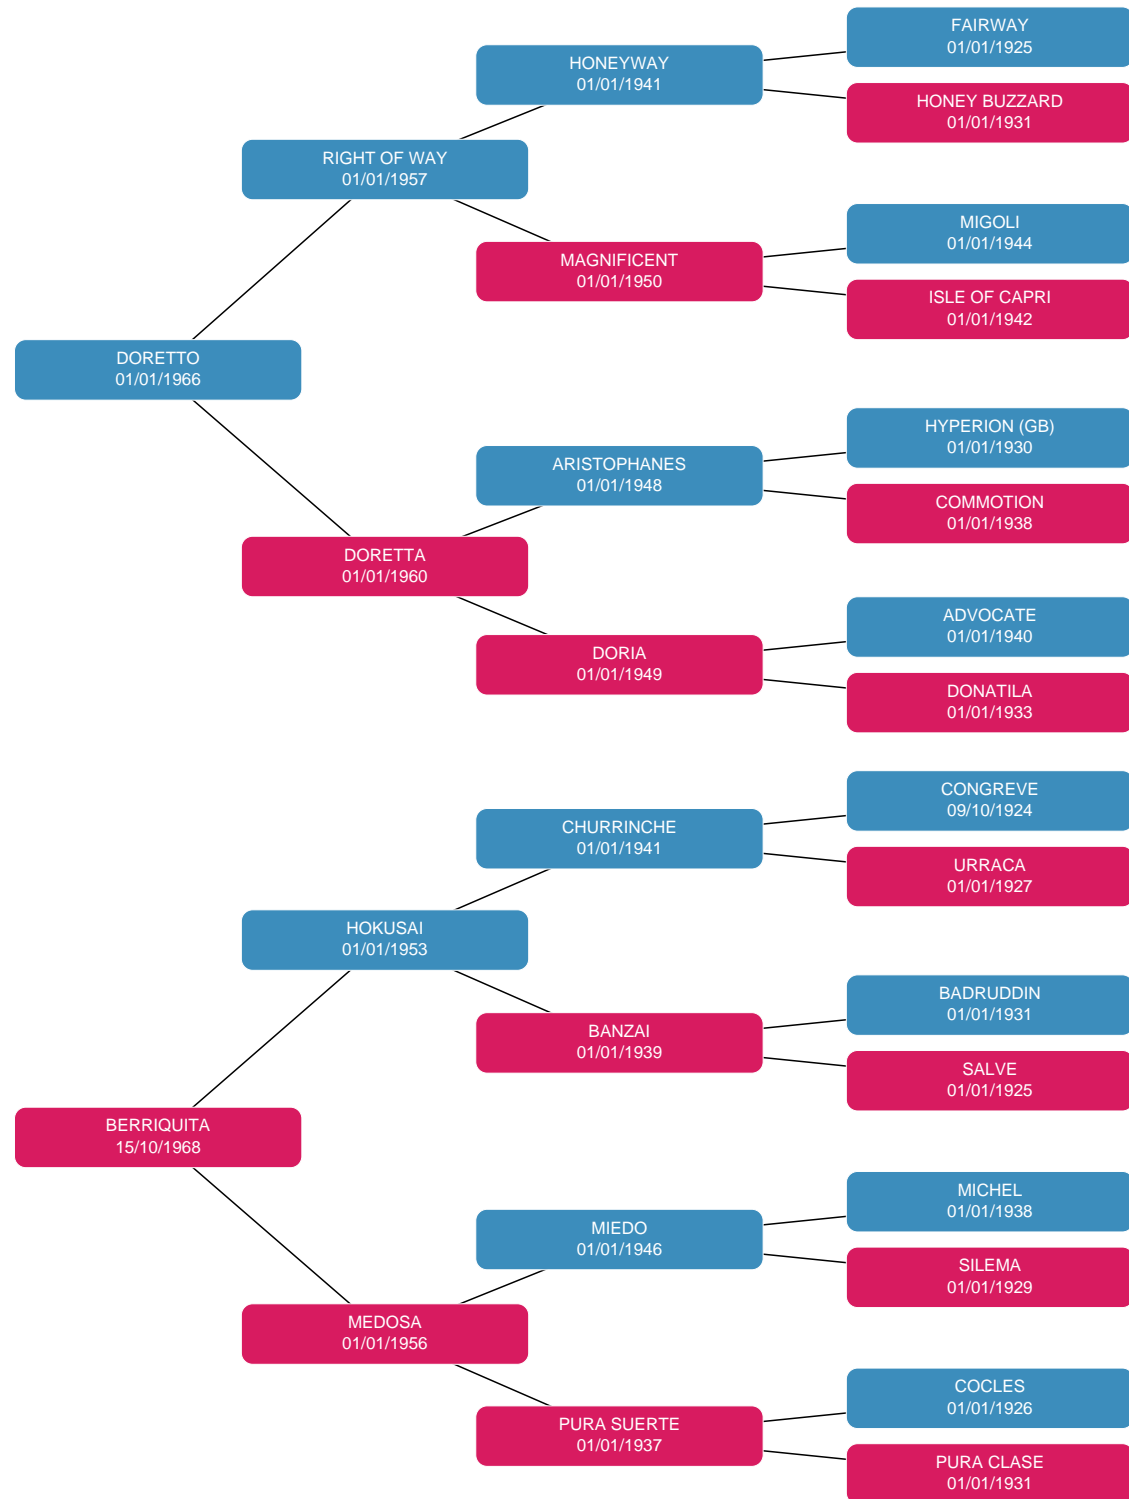 FAIRWAY
01/01/1925
HONEYWAY
01/01/1941
HONEY BUZZARD
01/01/1931
RIGHT OF WAY
01/01/1957
MIGOLI
01/01/1944
MAGNIFICENT
01/01/1950
ISLE OF CAPRI
01/01/1942
DORETTO
01/01/1966
HYPERION (GB)
01/01/1930
ARISTOPHANES
01/01/1948
COMMOTION
01/01/1938
DORETTA
01/01/1960
ADVOCATE
01/01/1940
DORIA
01/01/1949
DONATILA
01/01/1933
CONGREVE
09/10/1924
CHURRINCHE
01/01/1941
URRACA
01/01/1927
HOKUSAI
01/01/1953
BADRUDDIN
01/01/1931
BANZAI
01/01/1939
SALVE
01/01/1925
BERRIQUITA
15/10/1968
MICHEL
01/01/1938
MIEDO
01/01/1946
SILEMA
01/01/1929
MEDOSA
01/01/1956
COCLES
01/01/1926
PURA SUERTE
01/01/1937
PURA CLASE
01/01/1931